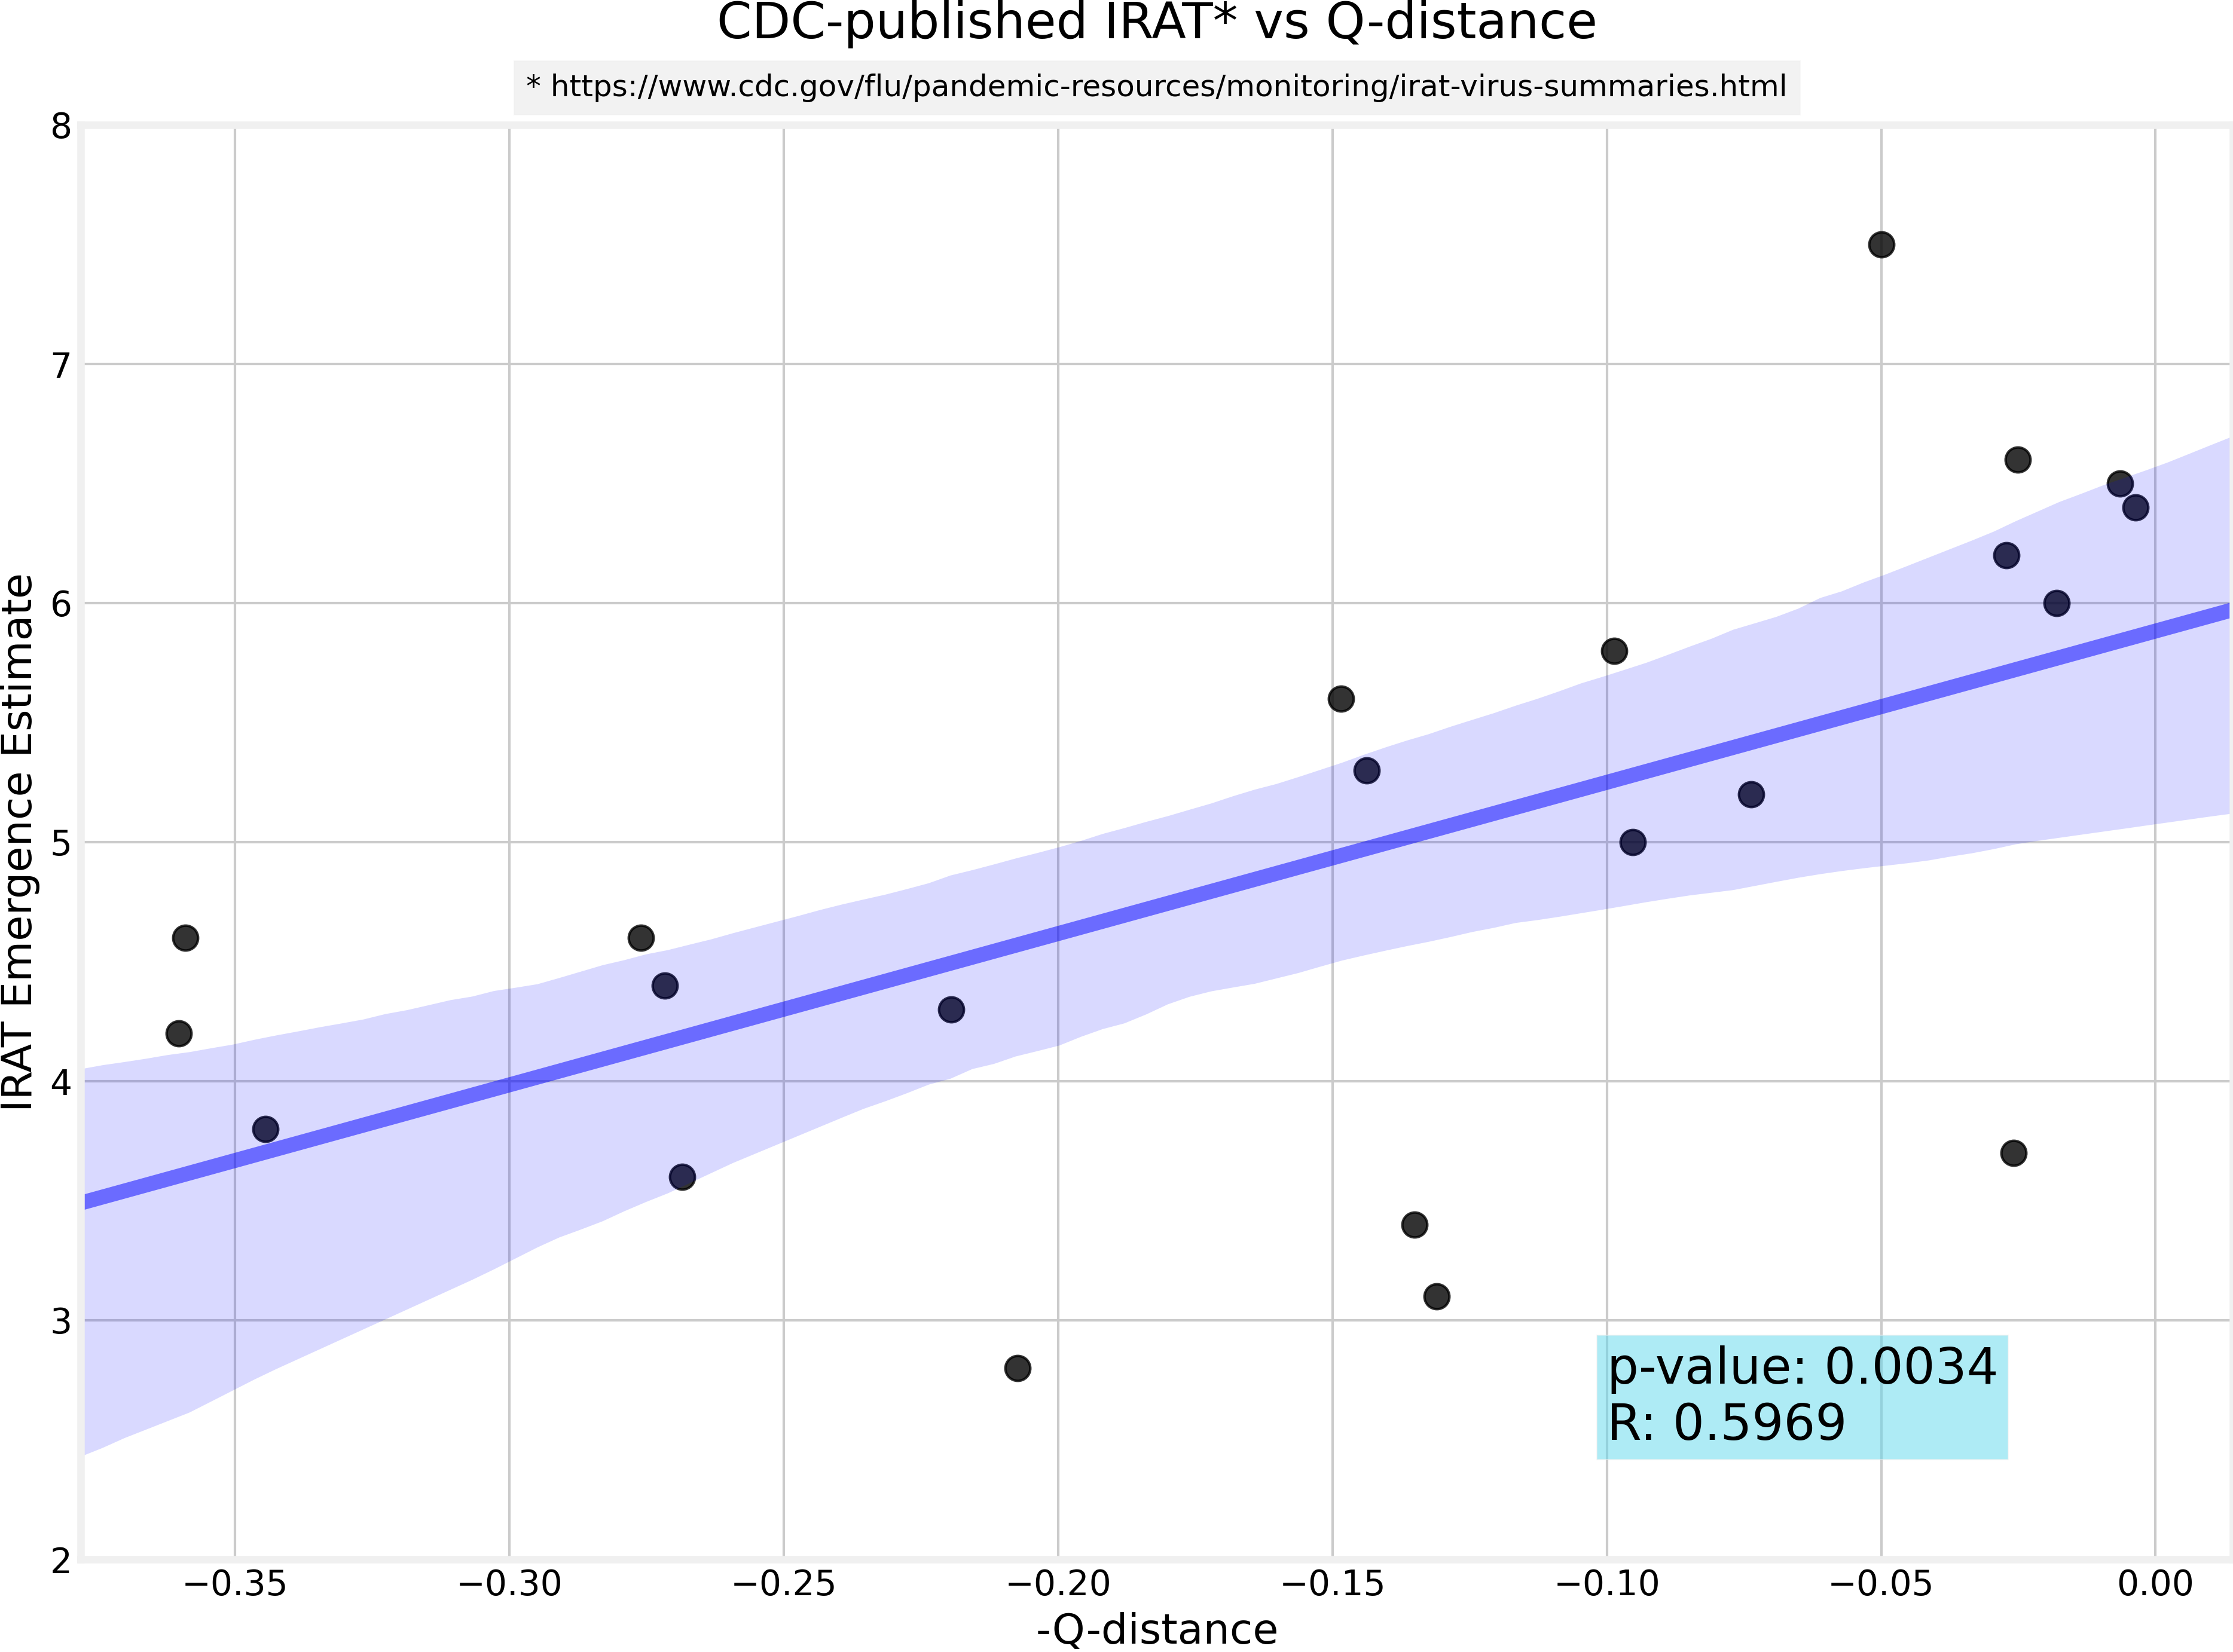 CDC-published IRAT* vs Q-distance
* https://www.cdc.gov/flu/pandemic-resources/monitoring/irat-virus-summaries.html
8
7
6
5
4
3
2
IRAT Emergence Estimate
p-value: 0.0034
R: 0.5969
−0.35 −0.30 −0.25 −0.20 −0.15 −0.10 −0.05 0.00
-Q-distance